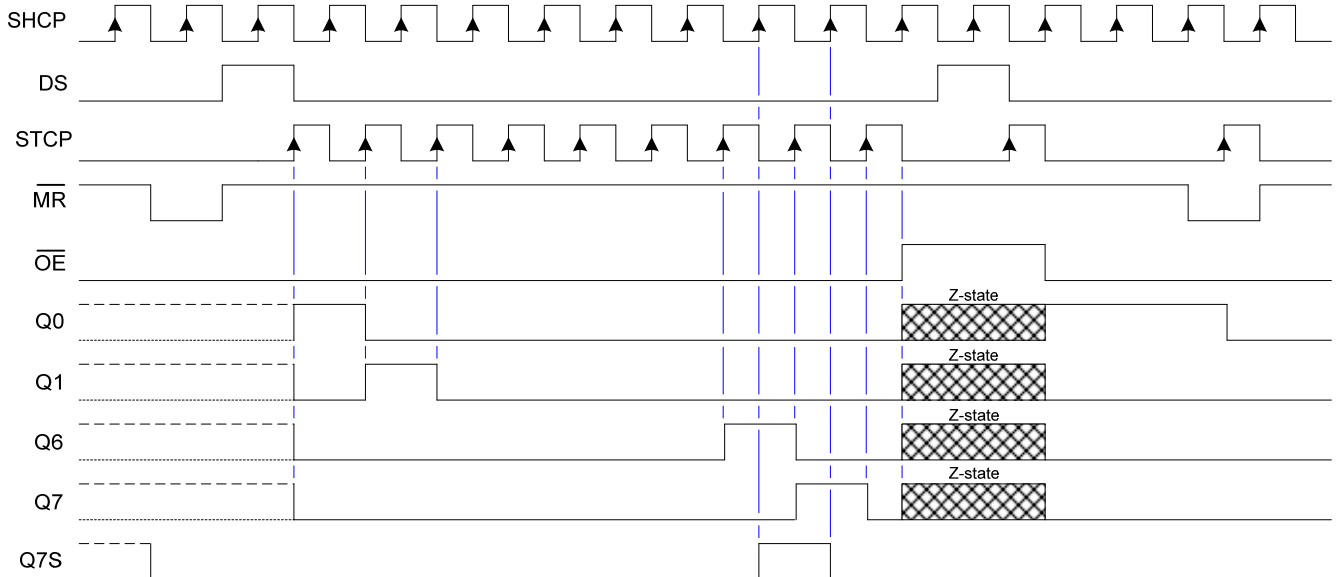 SHCP
DS
STCP
MR
OE
Z-state
Q0
Z-state
Q1
Z-state
Q6
Z-state
Q7
Q7S